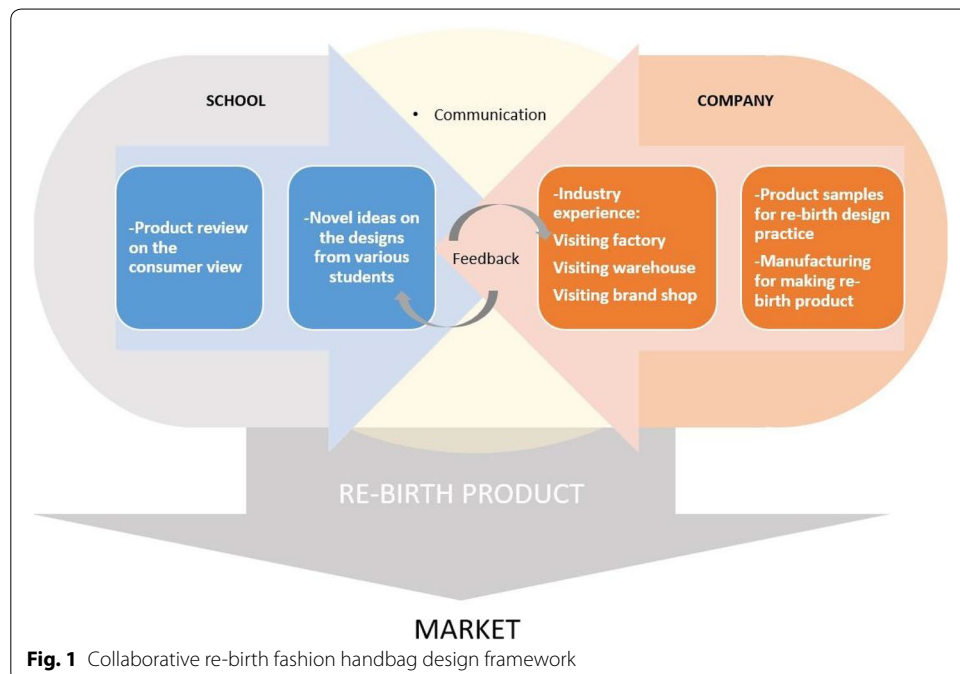 SCHOOL
COMPANY
• Communication
-Product review
on the
consumer view
-Novel ideas on
the designs
from various
students
Feedback
-Industry
experience:
Visiting factory
Visiting warehouse
Visiting brand shop
-Product samples
for re-birth design
practice
-Manufacturing
for making re-
birth product
RE-BIRTH PRODUCT
MARKET
Fig. 1 Collaborative re-birth fashion handbag design framework